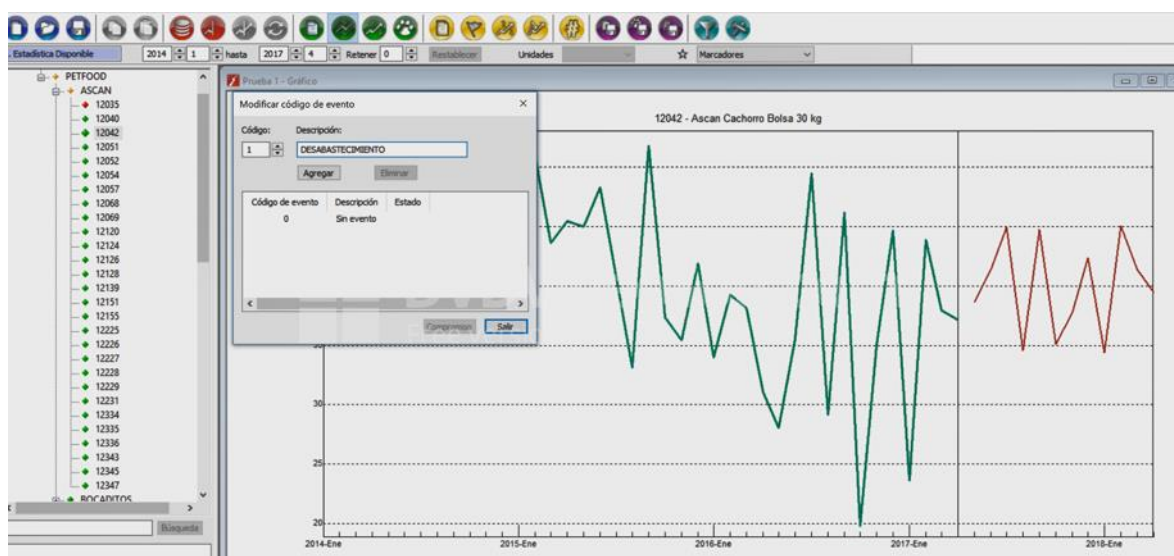 Estadística Disponible 2014 1 hasta 2017 4 Retener 0 Restablecer Unidades Marcadores
PETFOOD
ASCAN
12035
12040
12042
12051
12052
12054
12057
12068
12069
12120
12124
12126
12128
12139
12151
12155
12225
12226
12227
12228
12229
12231
12334
12335
12336
12343
12345
12347
BOCADITOS
Búsqueda
Prueba 1 - Gráfico
Modificar código de evento
Código: Descripción:
1 DESABASTECIMIENTO
Agregar Eliminar
Código de evento Descripción Estado
0 Sin evento
Compromiso Salir
12042 - Ascan Cachorro Bolsa 30 kg
30
25
20
2014-Ene 2015-Ene 2016-Ene 2017-Ene 2018-Ene